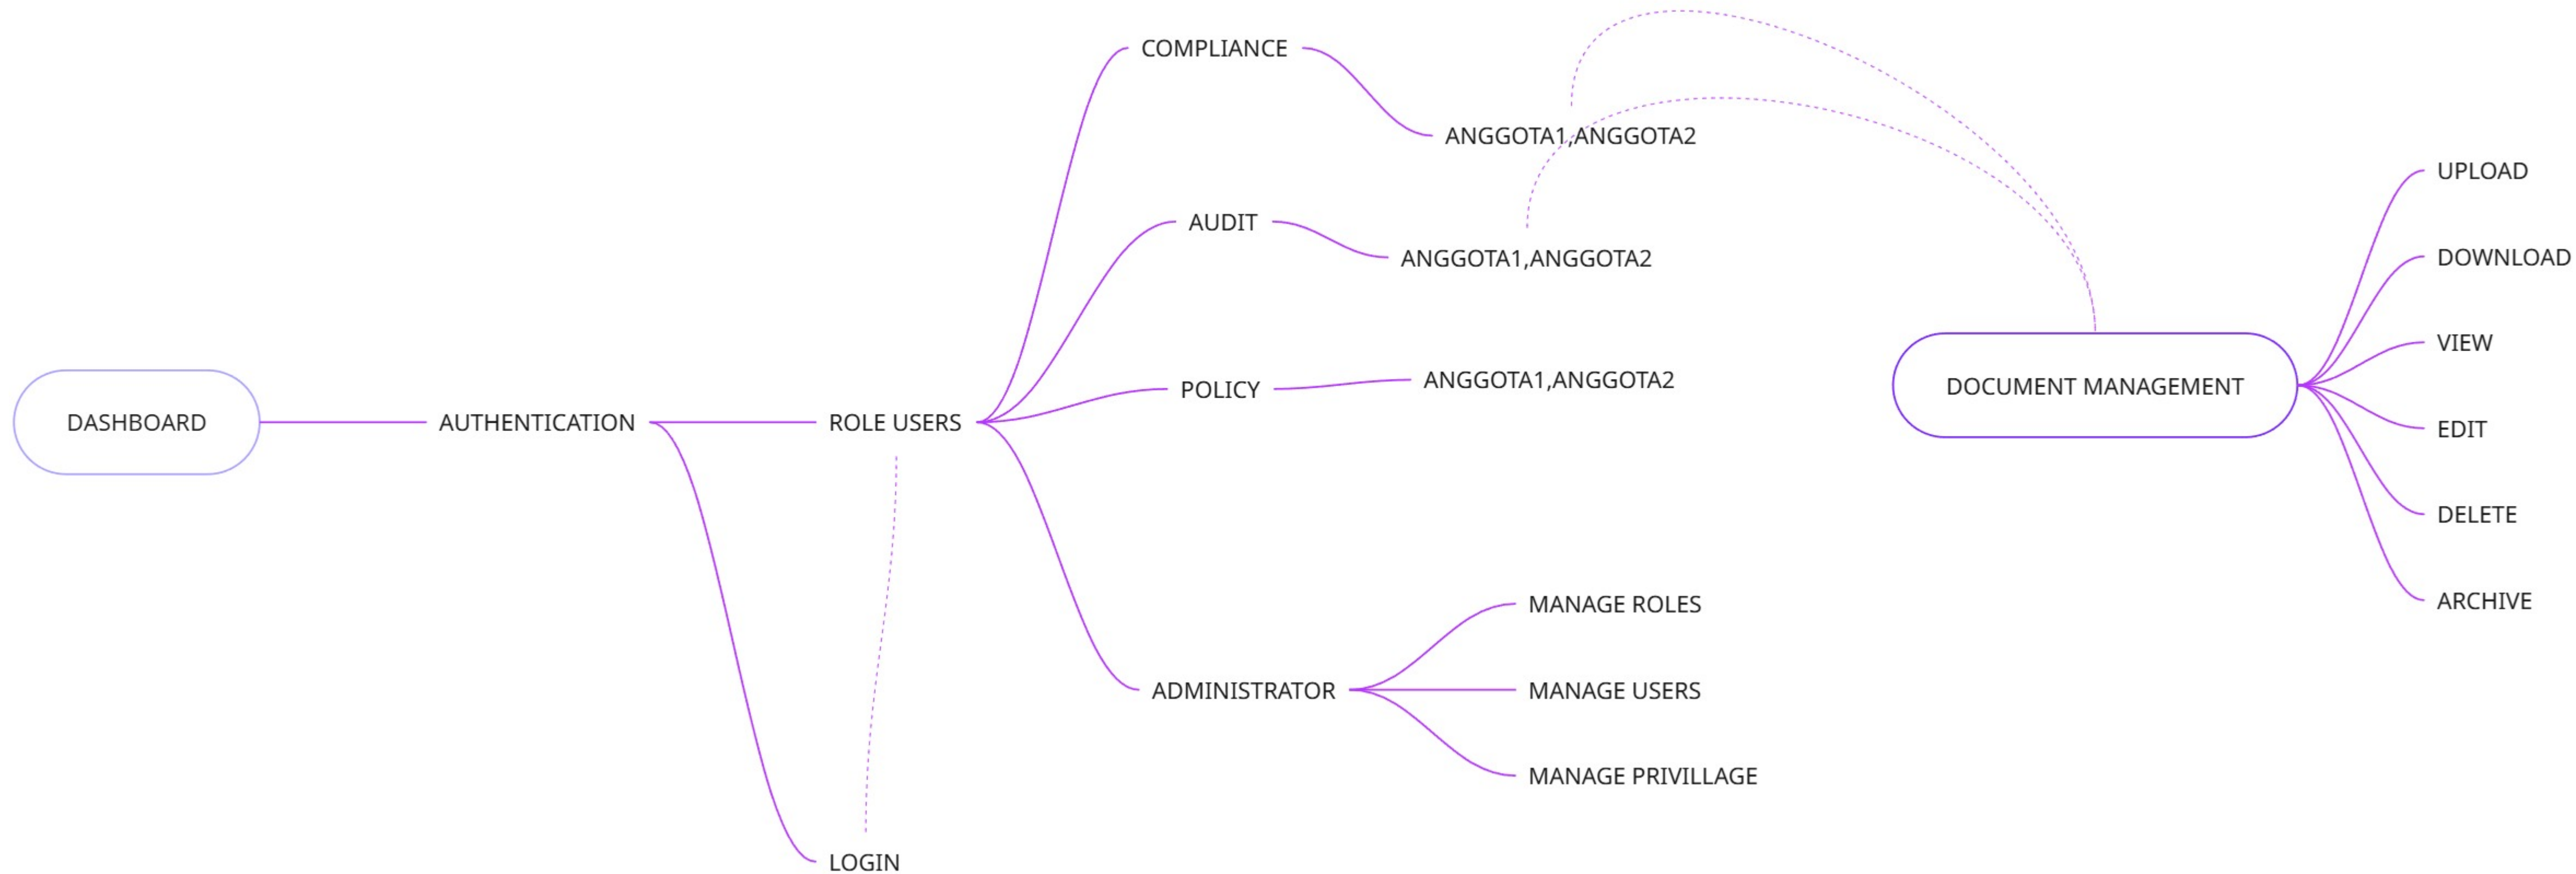 DASHBOARD
AUTHENTICATION
ROLE USERS
LOGIN
COMPLIANCE
ANGGOTA1,ANGGOTA2
AUDIT
ANGGOTA1,ANGGOTA2
POLICY
ANGGOTA1,ANGGOTA2
ADMINISTRATOR
MANAGE ROLES
MANAGE USERS
MANAGE PRIVILLAGE
DOCUMENT MANAGEMENT
UPLOAD
DOWNLOAD
VIEW
EDIT
DELETE
ARCHIVE